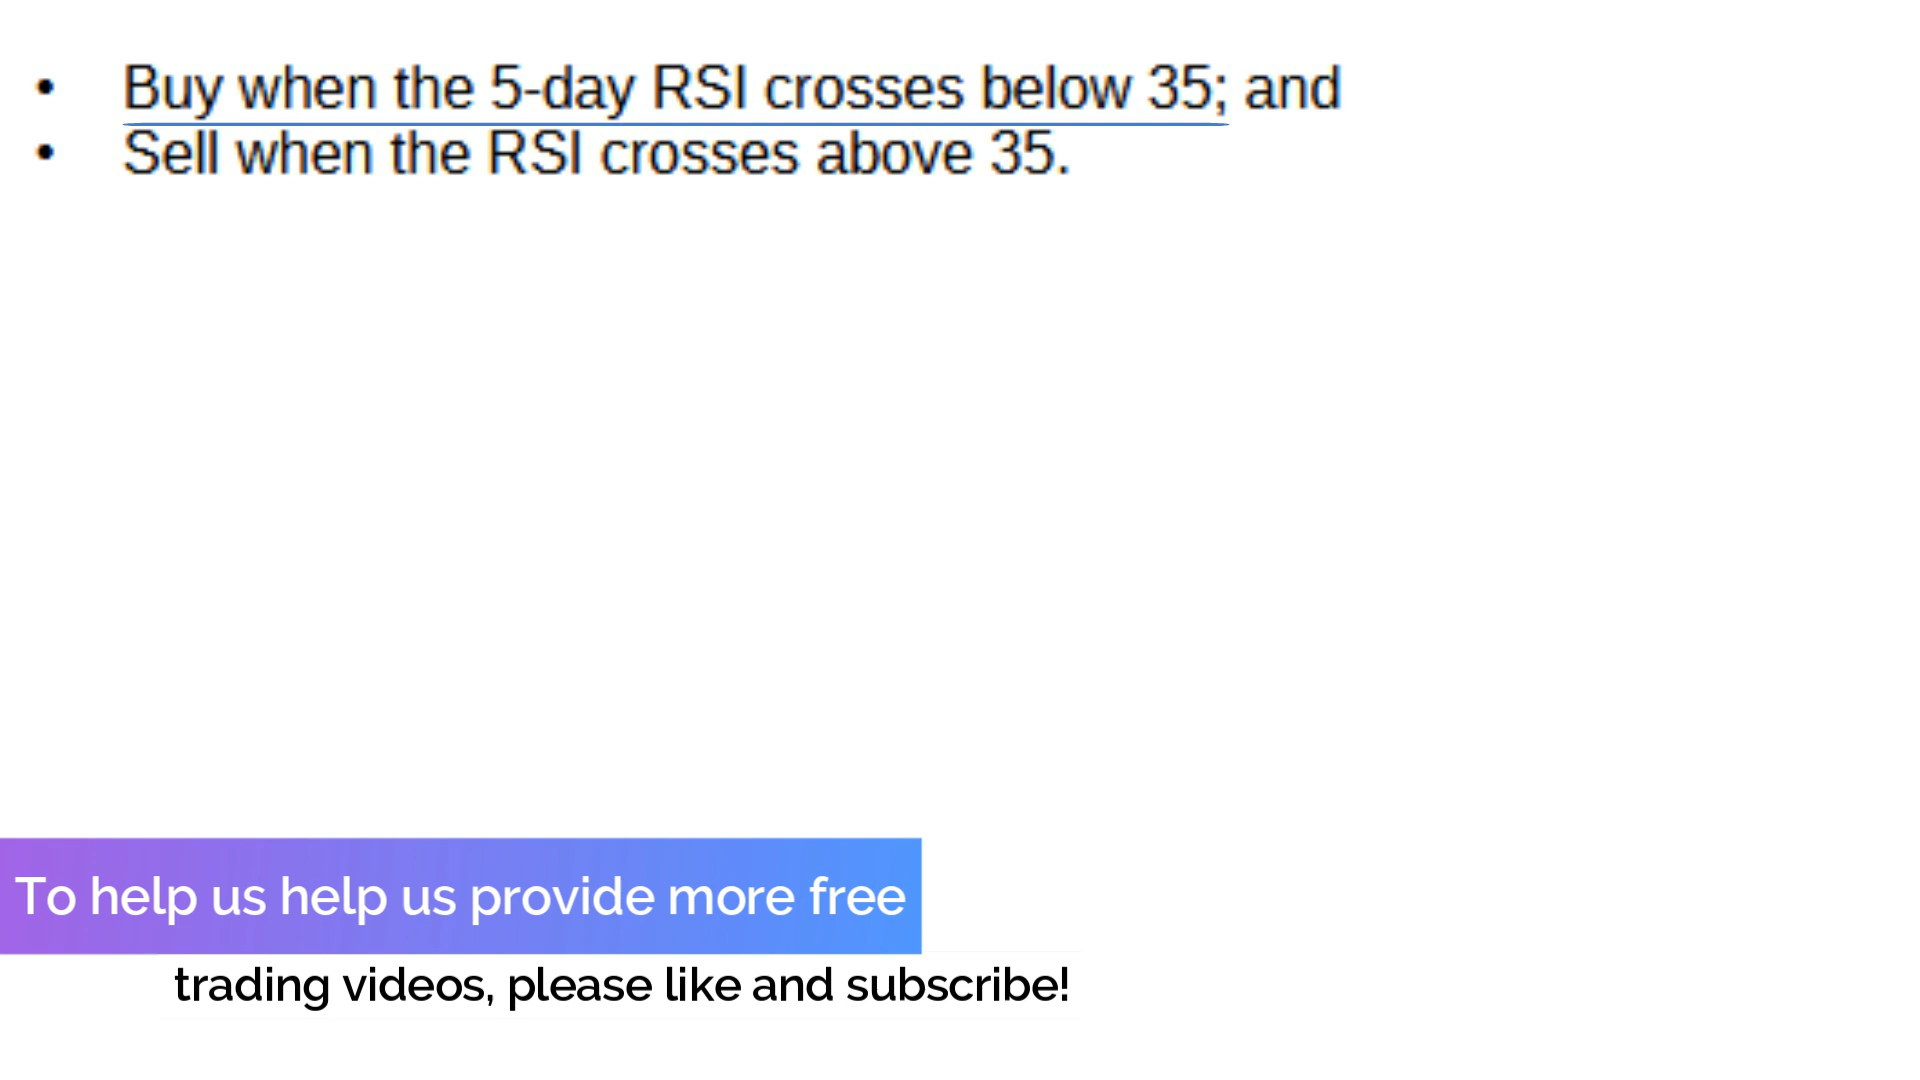 • Buy when the 5-day RSI crosses below 35; and
• Sell when the RSI crosses above 35.
To help us help us provide more free
trading videos, please like and subscribe!